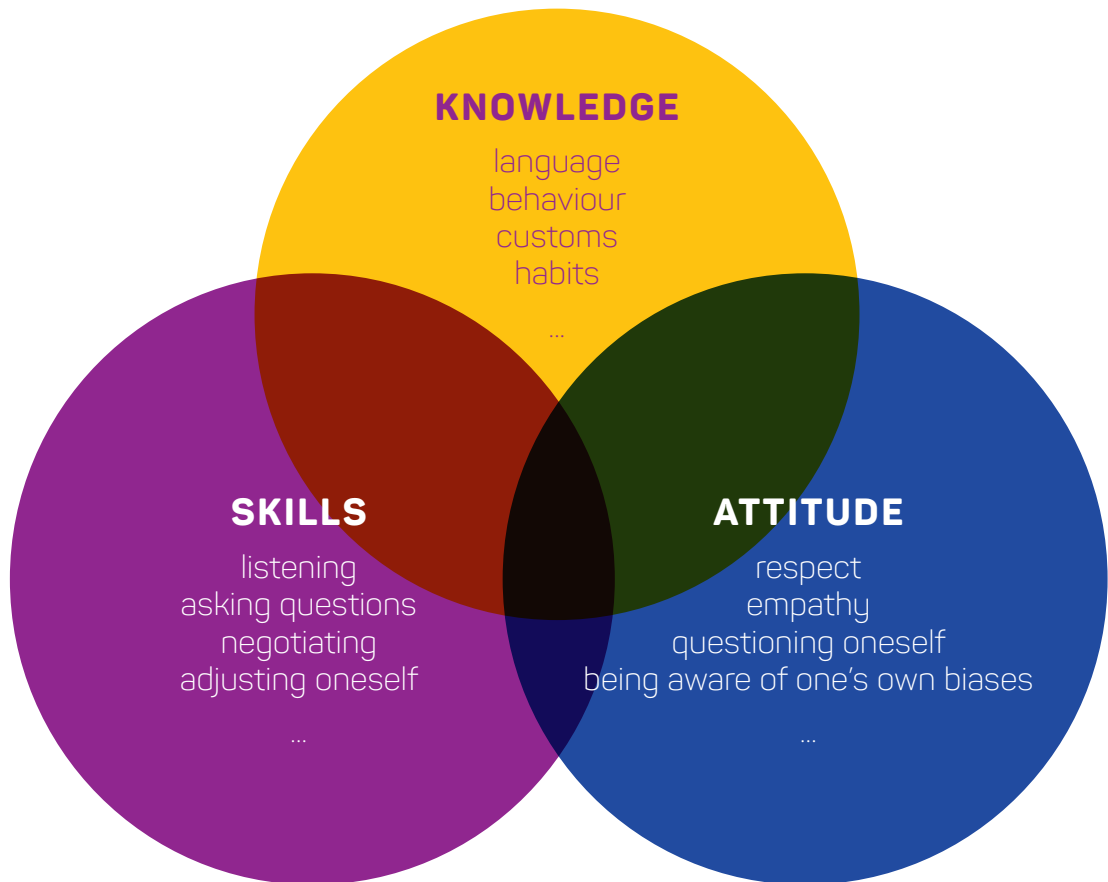 KNOWLEDGE
language
behaviour
customs
habits
...
SKILLS
listening
asking questions
negotiating
adjusting oneself
...
ATTITUDE
respect
empathy
questioning oneself
being aware of one's own biases
...